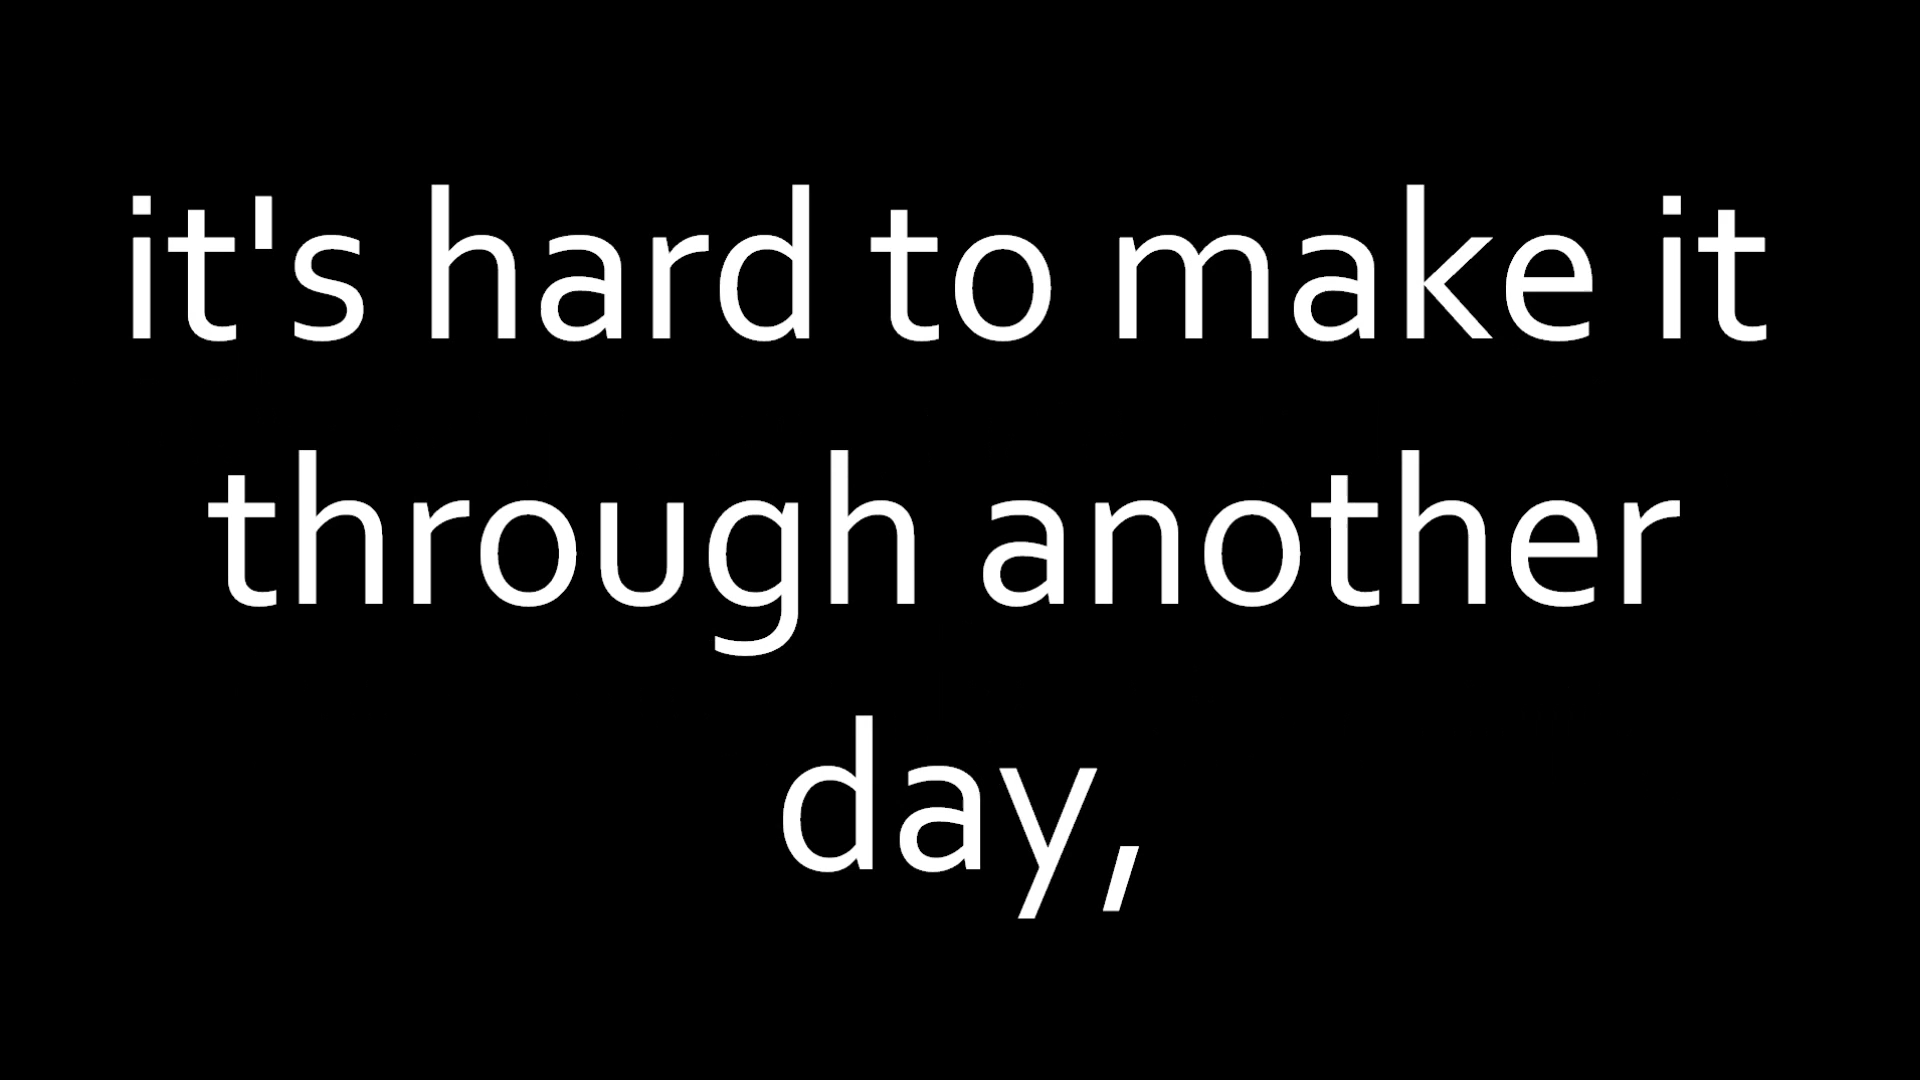 it's hard to make it
through another
day,